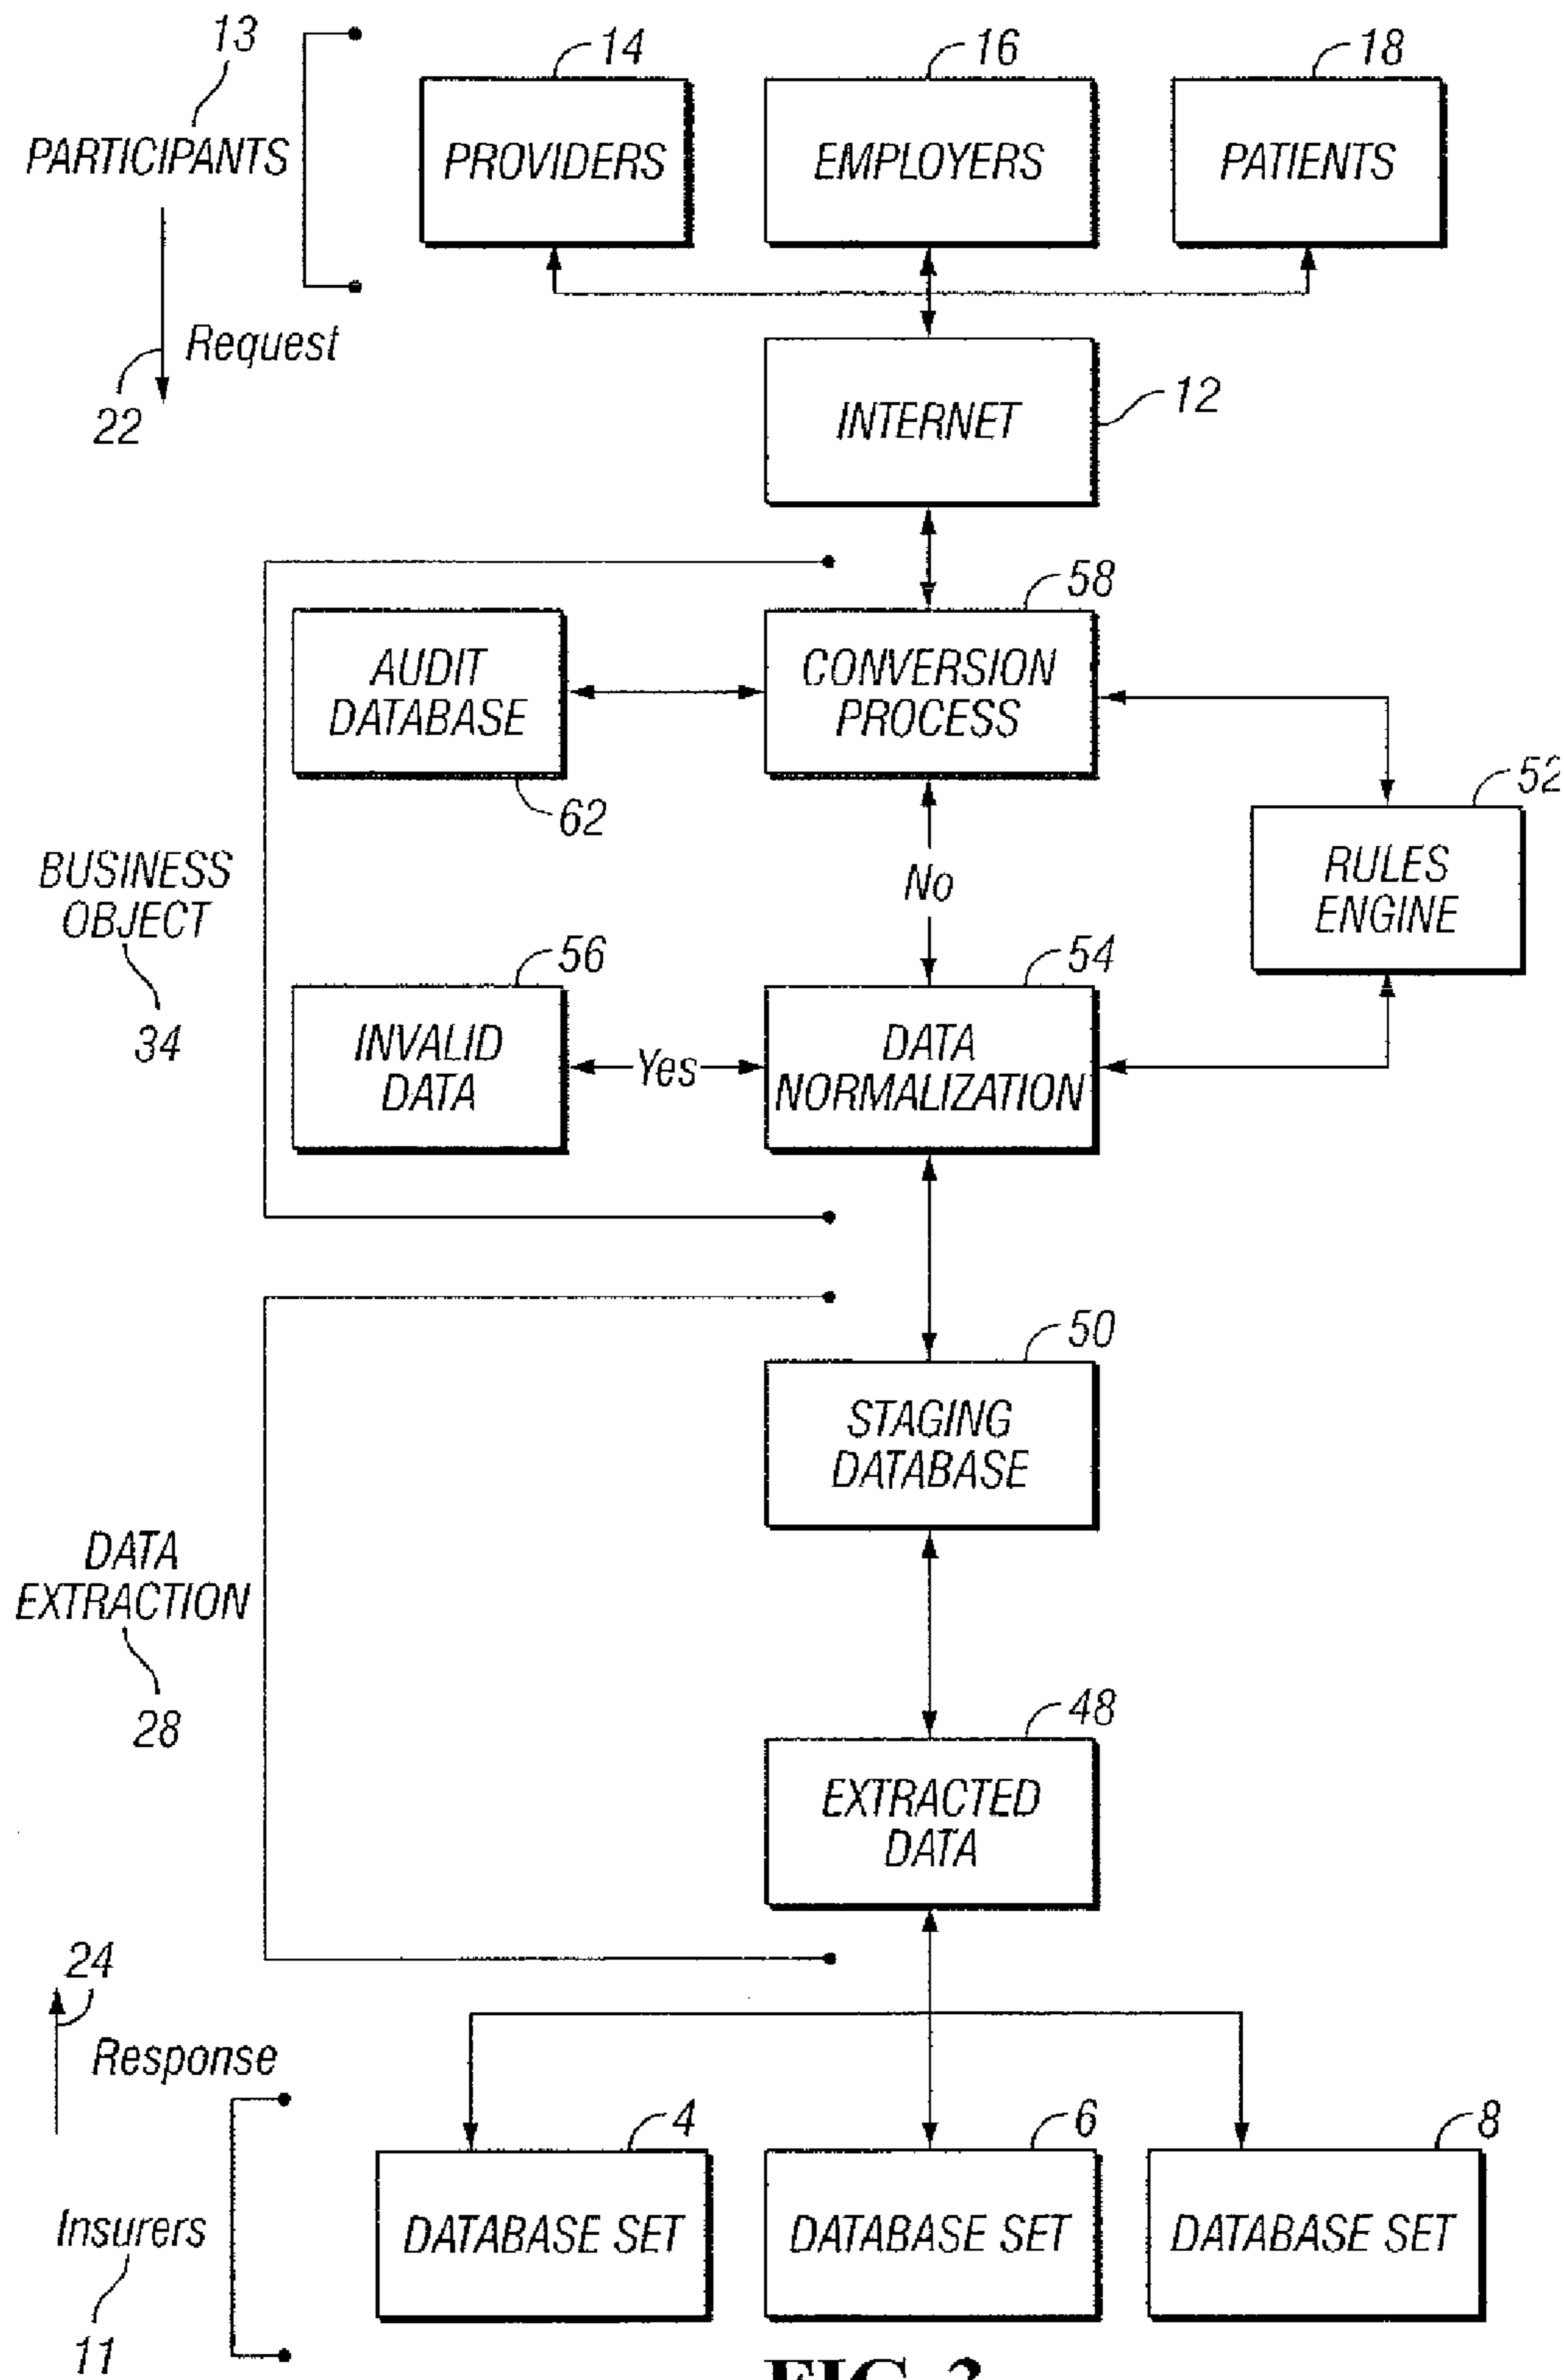 13
14
16
18
PARTICIPANTS
PROVIDERS
EMPLOYERS
PATIENTS
Request
22
INTERNET
12
58
AUDIT
DATABASE
CONVERSION
PROCESS
62
52
No
RULES
ENGINE
BUSINESS
OBJECT
34
56
54
INVALID
DATA
Yes
DATA
NORMALIZATION
50
STAGING
DATABASE
DATA
EXTRACTION
28
48
EXTRACTED
DATA
24
Response
4
6
8
Insurers
11
DATABASE SET
DATABASE SET
DATABASE SET
FIG. 3